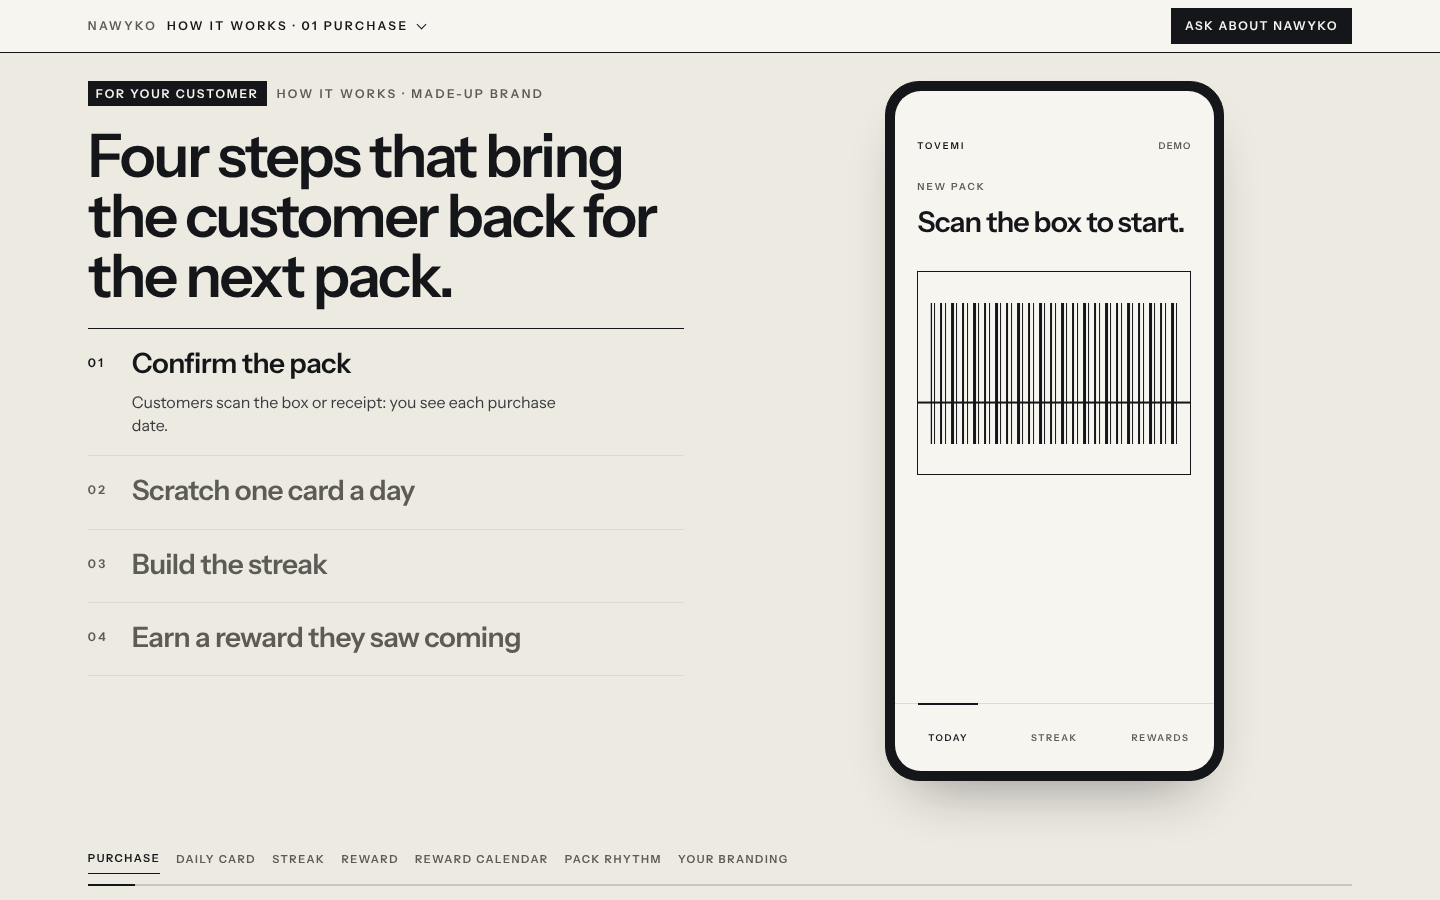 NAWYKO HOW IT WORKS · 01 PURCHASE
ASK ABOUT NAWYKO
FOR YOUR CUSTOMER HOW IT WORKS · MADE-UP BRAND
Four steps that bring
the customer back for
the next pack.
01 Confirm the pack
Customers scan the box or receipt: you see each purchase
date.
02 Scratch one card a day
03 Build the streak
04 Earn a reward they saw coming
TOVEMI DEMO
NEW PACK
Scan the box to start.
TODAY STREAK REWARDS
PURCHASE DAILY CARD STREAK REWARD REWARD CALENDAR PACK RHYTHM YOUR BRANDING